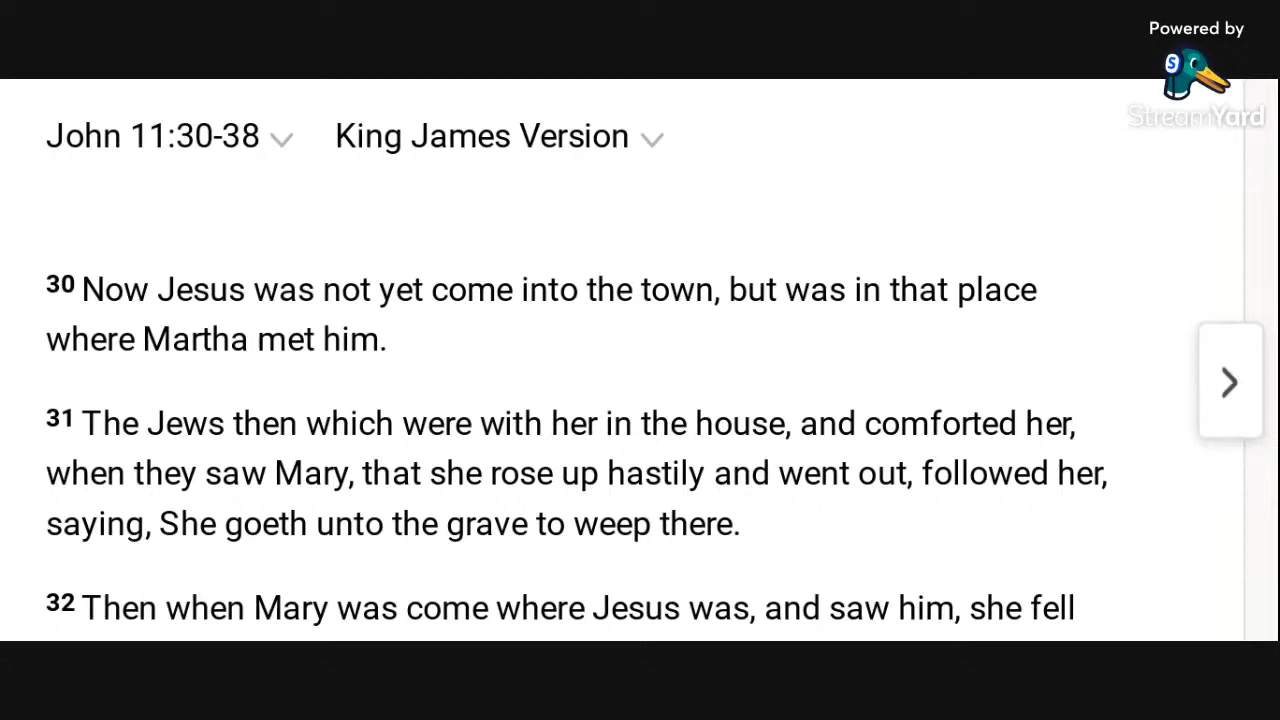 Powered by
S
StreamYard
John 11:30-38 King James Version
30 Now Jesus was not yet come into the town, but was in that place
where Martha met him.
31 The Jews then which were with her in the house, and comforted her,
when they saw Mary, that she rose up hastily and went out, followed her,
saying, She goeth unto the grave to weep there.
32 Then when Mary was come where Jesus was, and saw him, she fell